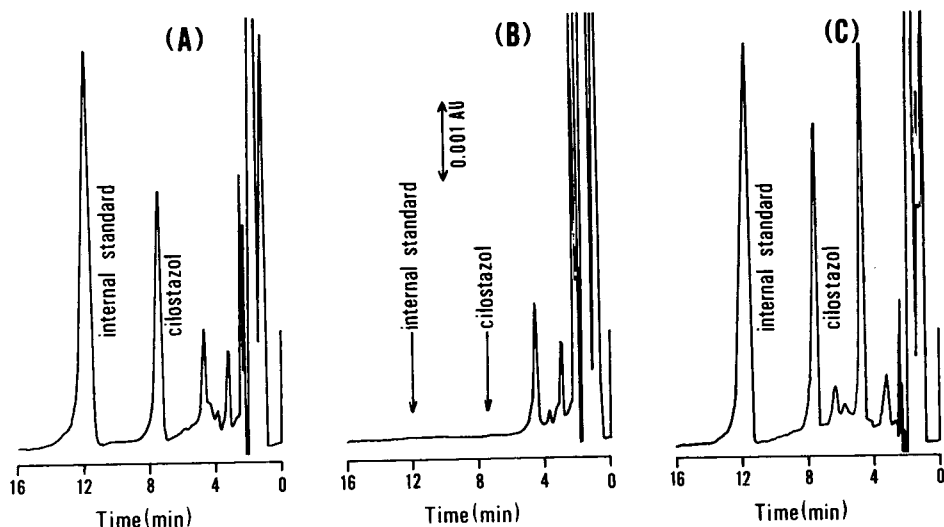 (A)
internal standard
cilostazol
16 12 8 4 0
Time(min)
(B)
0.001 AU
internal standard
cilostazol
16 12 8 4 0
Time(min)
(C)
internal standard
cilostazol
16 12 8 4 0
Time(min)